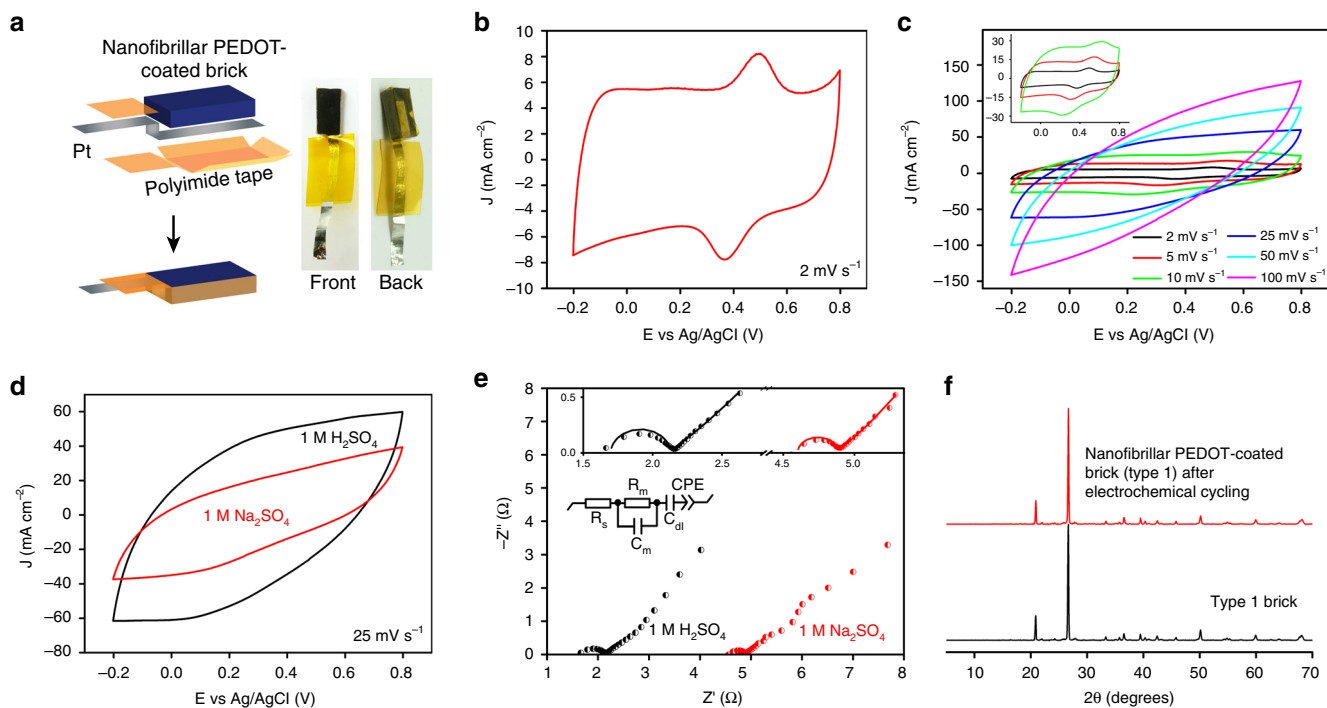 a
Nanofibrillar PEDOT-
coated brick
Pt
Polyimide tape
Front
Back
b
J (mA cm⁻²)
10
8
6
4
2
0
−2
−4
−6
−8
−10
−0.2 0.0 0.2 0.4 0.6 0.8
E vs Ag/AgCl (V)
2 mV s⁻¹
c
J (mA cm⁻²)
100
50
0
−50
−100
−150
−0.2 0.0 0.2 0.4 0.6 0.8
E vs Ag/AgCl (V)
30
15
0
−15
−30
0.0 0.4 0.8
2 mV s⁻¹
5 mV s⁻¹
10 mV s⁻¹
25 mV s⁻¹
50 mV s⁻¹
100 mV s⁻¹
d
J (mA cm⁻²)
60
40
20
0
−20
−40
−60
−80
−0.2 0.0 0.2 0.4 0.6 0.8
E vs Ag/AgCl (V)
1 M H₂SO₄
1 M Na₂SO₄
25 mV s⁻¹
e
−Z″ (Ω)
8
7
6
5
4
3
2
1
0
0 1 2 3 4 5 6 7 8
Z′ (Ω)
0.5
0.0
1.5 2.0 2.5 4.5 5.0
Rₛ
Rₘ
Cₘ
C_dl
CPE
1 M H₂SO₄
1 M Na₂SO₄
f
Nanofibrillar PEDOT-coated
brick (type 1) after
electrochemical cycling
Type 1 brick
10 20 30 40 50 60 70
2θ (degrees)